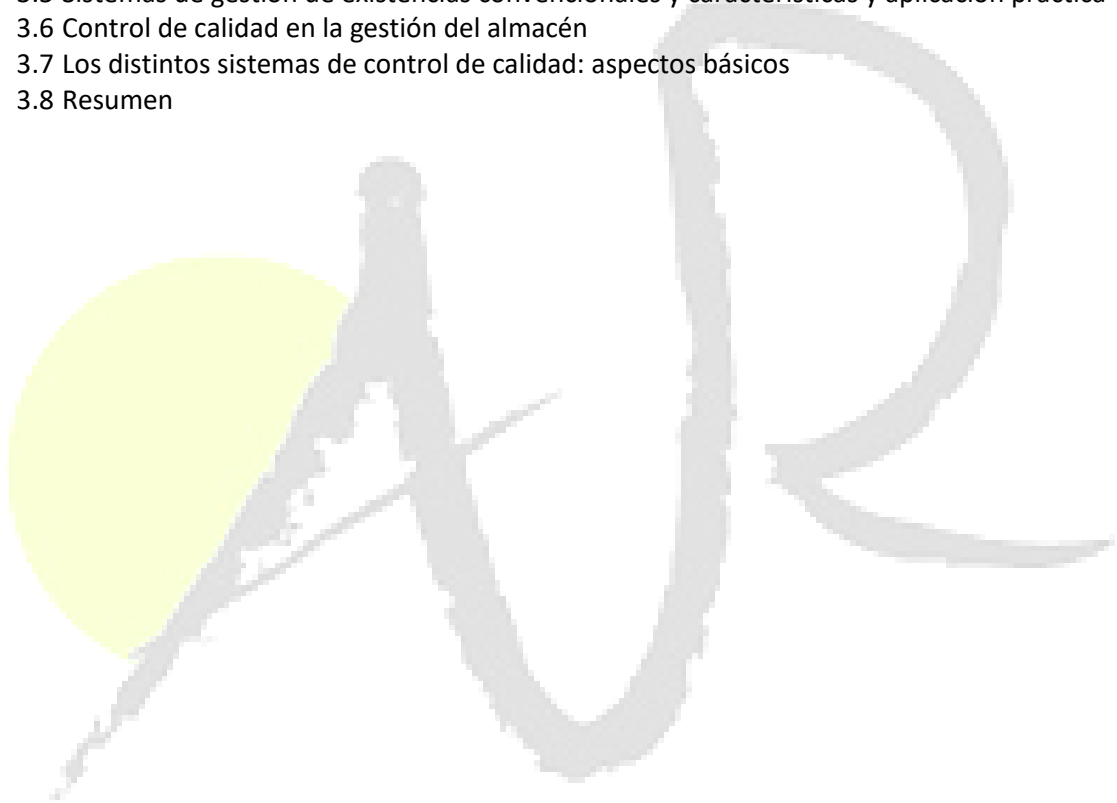 3.5 Sistemas de gestión de existencias convencionales y características y aplicación práctica
3.6 Control de calidad en la gestión del almacén
3.7 Los distintos sistemas de control de calidad: aspectos básicos
3.8 Resumen